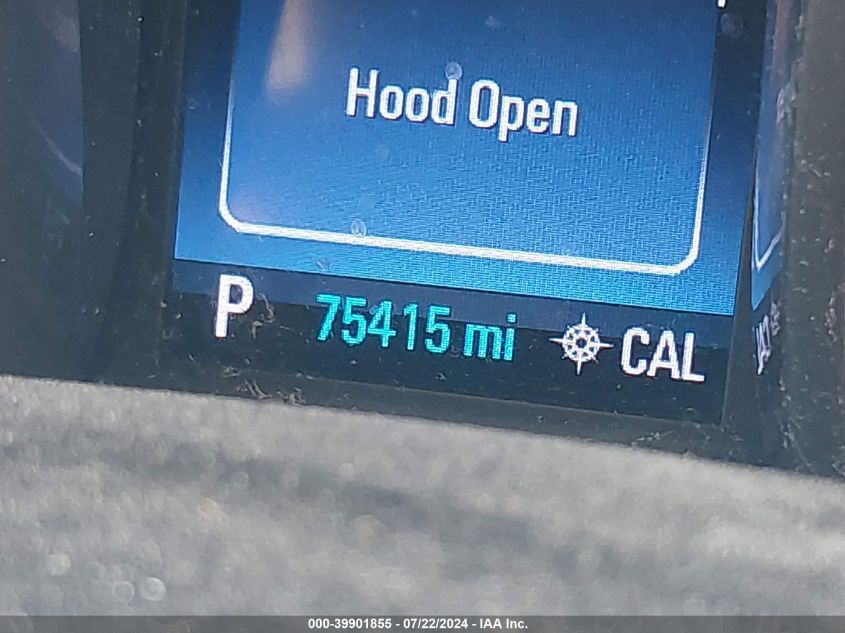 Hood Open
P 75415 mi CAL
000-39901855 - 07/22/2024 - IAA Inc.